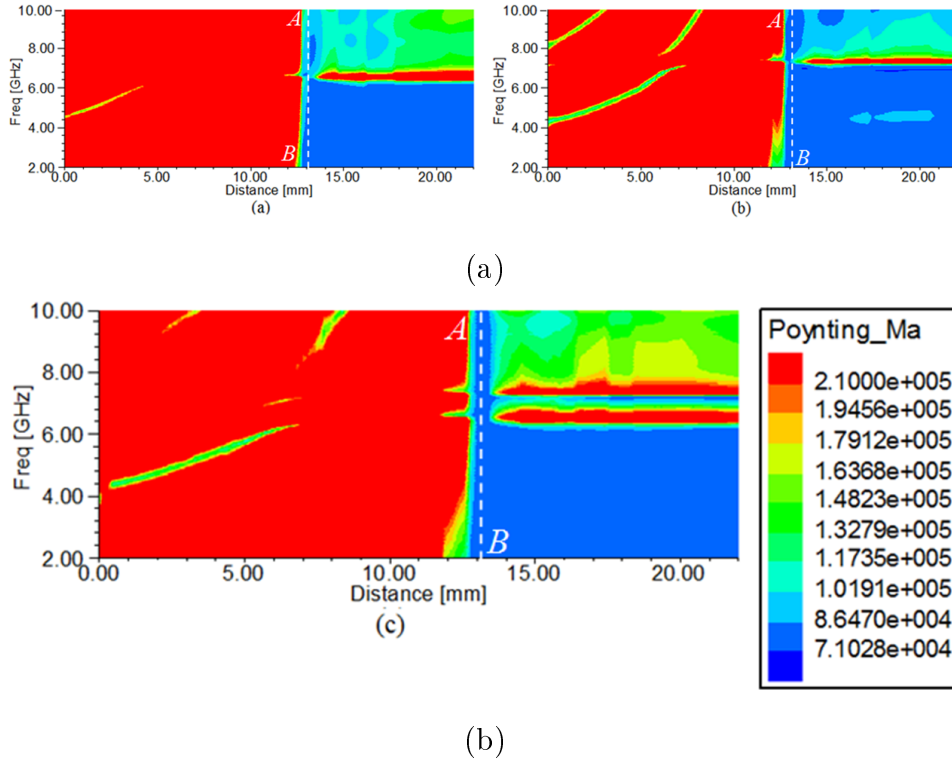 10.00 8.00 6.00 4.00 2.00
Freq [GHz]
A
B
0.00 5.00 10.00 15.00 20.00
Distance [mm]
(a)
10.00 8.00 6.00 4.00 2.00
Freq [GHz]
A
B
0.00 5.00 10.00 15.00 20.00
Distance [mm]
(b)
(a)
10.00 8.00 6.00 4.00 2.00
Freq [GHz]
A
B
0.00 5.00 10.00 15.00 20.00
Distance [mm]
(c)
Poynting_Ma
2.1000e+005
1.9456e+005
1.7912e+005
1.6368e+005
1.4823e+005
1.3279e+005
1.1735e+005
1.0191e+005
8.6470e+004
7.1028e+004
(b)